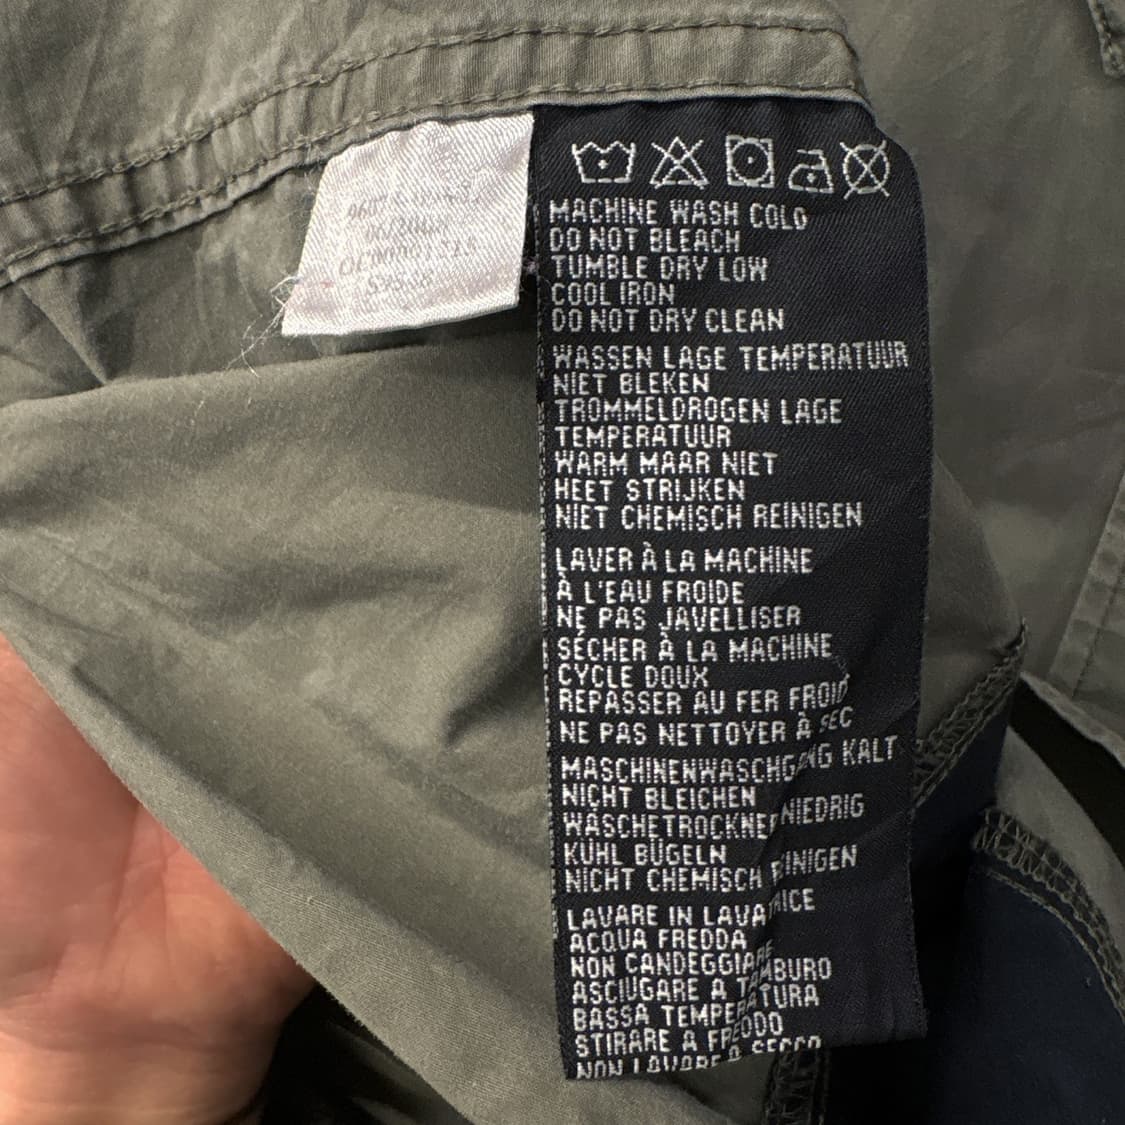 MACHINE WASH COLD
DO NOT BLEACH
TUMBLE DRY LOW
COOL IRON
DO NOT DRY CLEAN
WASSEN LAGE TEMPERATUUR
NIET BLEKEN
TROMMELDROGEN LAGE
TEMPERATUUR
WARM MAAR NIET
HEET STRIJKEN
NIET CHEMISCH REINIGEN
LAVER À LA MACHINE
À L'EAU FROIDE
NE PAS JAVELLISER
SÉCHER À LA MACHINE
CYCLE DOUX
REPASSER AU FER FROID
NE PAS NETTOYER À SEC
MASCHINENWASCHGANG KALT
NICHT BLEICHEN
WÄSCHETROCKNER NIEDRIG
KÜHL BÜGELN
NICHT CHEMISCH REINIGEN
LAVARE IN LAVATRICE
ACQUA FREDDA
NON CANDEGGIARE
ASCIUGARE A TAMBURO
BASSA TEMPERATURA
STIRARE A FREDDO
NON LAVARE A SECCO